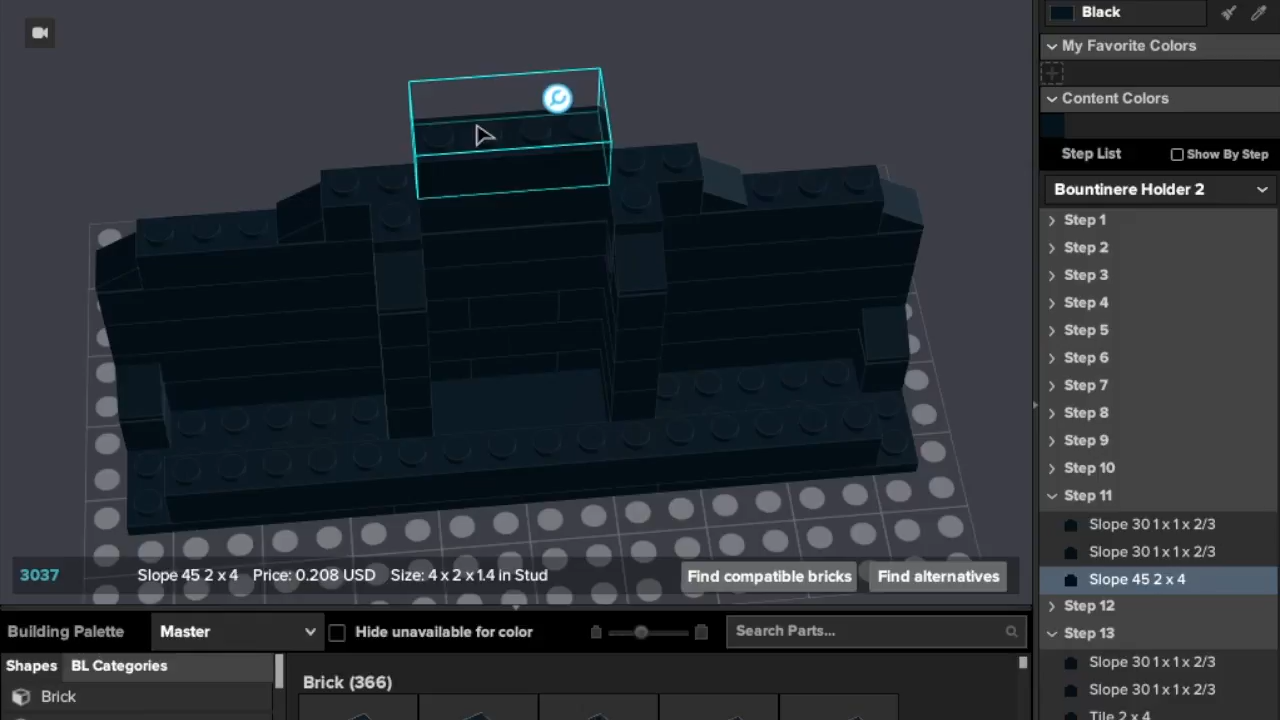 Black
My Favorite Colors
Content Colors
Step List
Show By Step
Bountinere Holder 2
Step 1
Step 2
Step 3
Step 4
Step 5
Step 6
Step 7
Step 8
Step 9
Step 10
Step 11
Slope 30 1 x 1 x 2/3
Slope 30 1 x 1 x 2/3
Slope 45 2 x 4
Step 12
Step 13
Slope 30 1 x 1 x 2/3
Slope 30 1 x 1 x 2/3
Tile 2 x 4
3037 Slope 45 2 x 4 Price: 0.208 USD Size: 4 x 2 x 1.4 in Stud Find compatible bricks Find alternatives
Building Palette Master Hide unavailable for color Search Parts...
Shapes BL Categories
Brick
Brick (366)